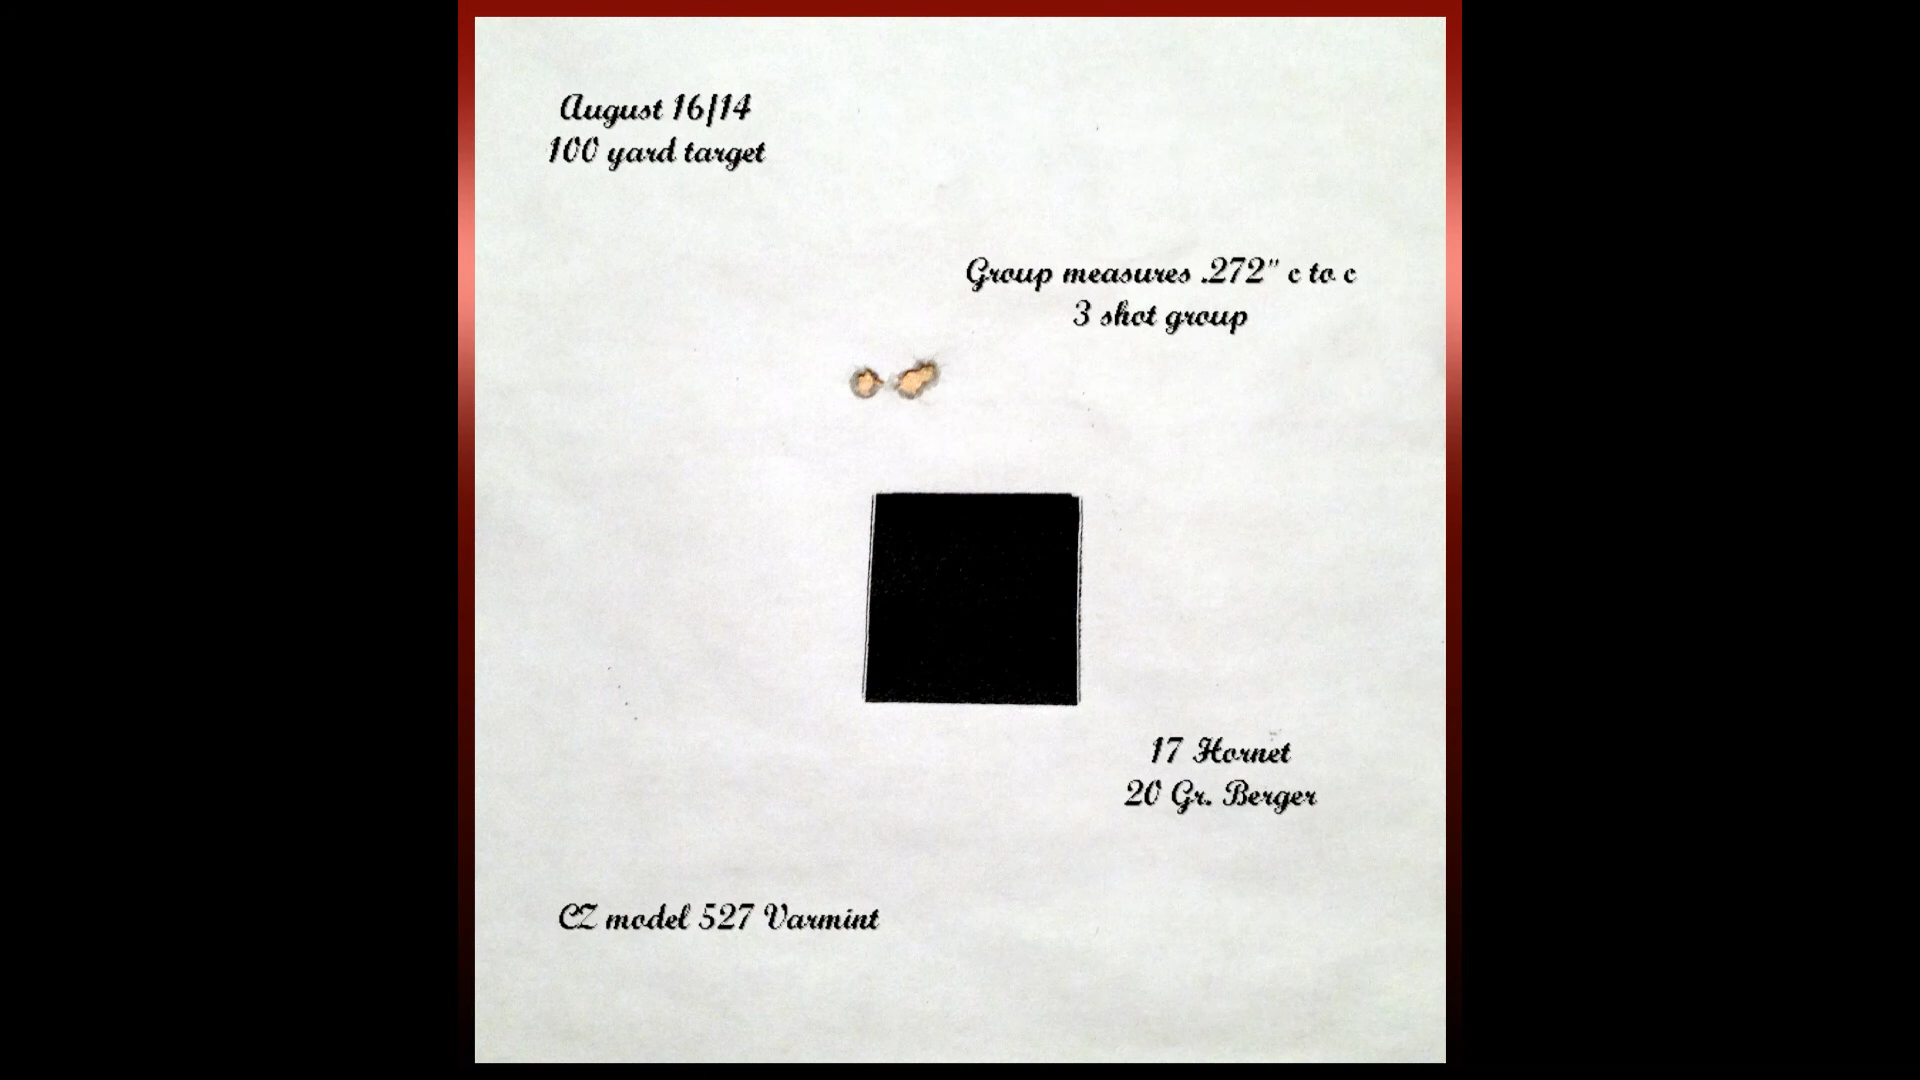 August 16/14
100 yard target
Group measures .272" c to c
3 shot group
17 Hornet
20 Gr. Berger
CZ model 527 Varmint